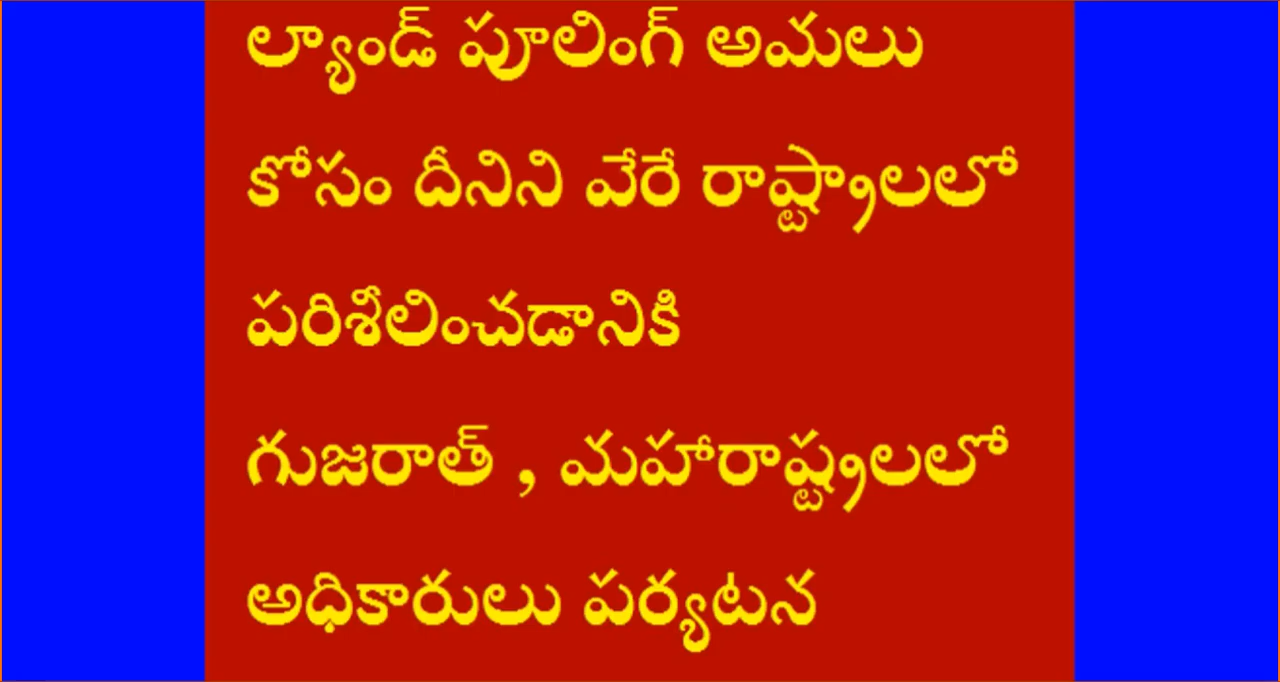 ల్యాండ్ పూలింగ్ అమలు
కోసం దీనిని వేరే రాష్ట్రాలలో
పరిశీలించడానికి
గుజరాత్ , మహారాష్ట్రలలో
అధికారులు పర్యటన